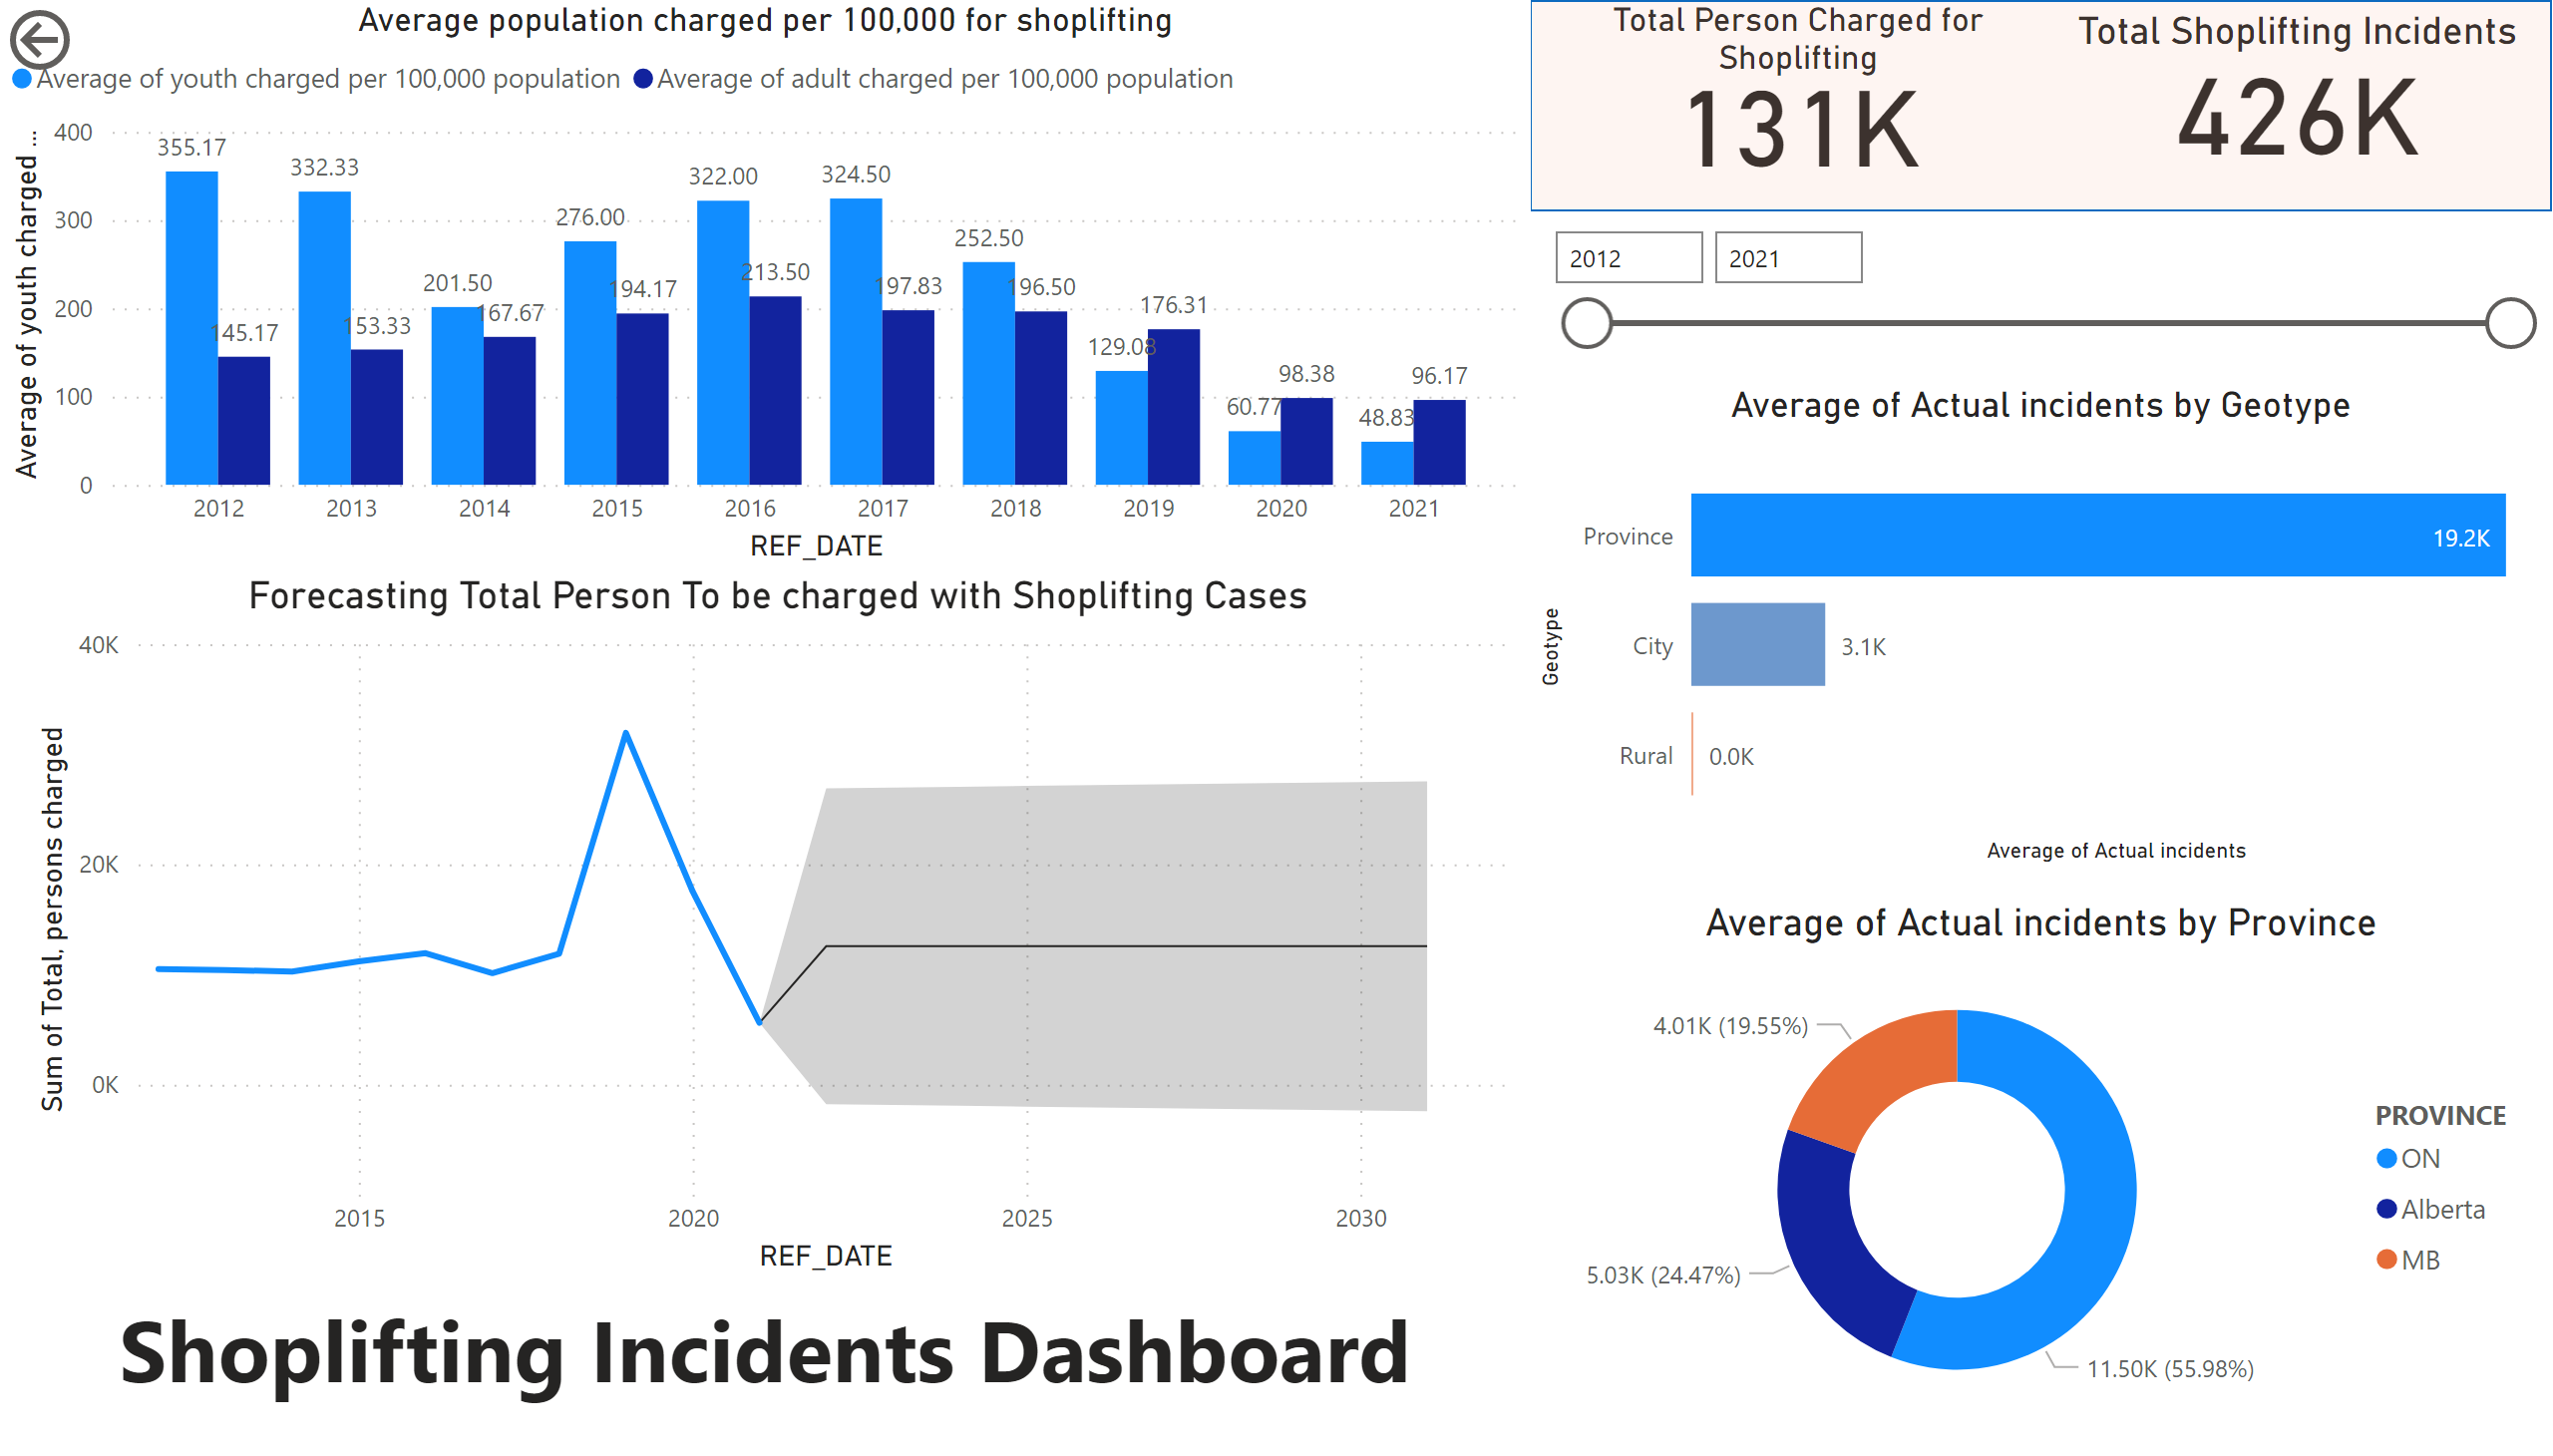 Average population charged per 100,000 for shoplifting
Average of youth charged per 100,000 population Average of adult charged per 100,000 population
Average of youth charged ...
400
300
200
100
0
355.17
145.17
332.33
153.33
201.50
167.67
276.00
194.17
322.00
213.50
324.50
197.83
252.50
196.50
129.08
176.31
60.77
98.38
48.83
96.17
2012 2013 2014 2015 2016 2017 2018 2019 2020 2021
REF_DATE
Forecasting Total Person To be charged with Shoplifting Cases
Sum of Total, persons charged
40K
20K
0K
2015 2020 2025 2030
REF_DATE
Shoplifting Incidents Dashboard
Total Person Charged for
Shoplifting
131K
Total Shoplifting Incidents
426K
2012 2021
Average of Actual incidents by Geotype
Geotype
Province 19.2K
City 3.1K
Rural 0.0K
Average of Actual incidents
Average of Actual incidents by Province
4.01K (19.55%)
5.03K (24.47%)
11.50K (55.98%)
PROVINCE
ON
Alberta
MB